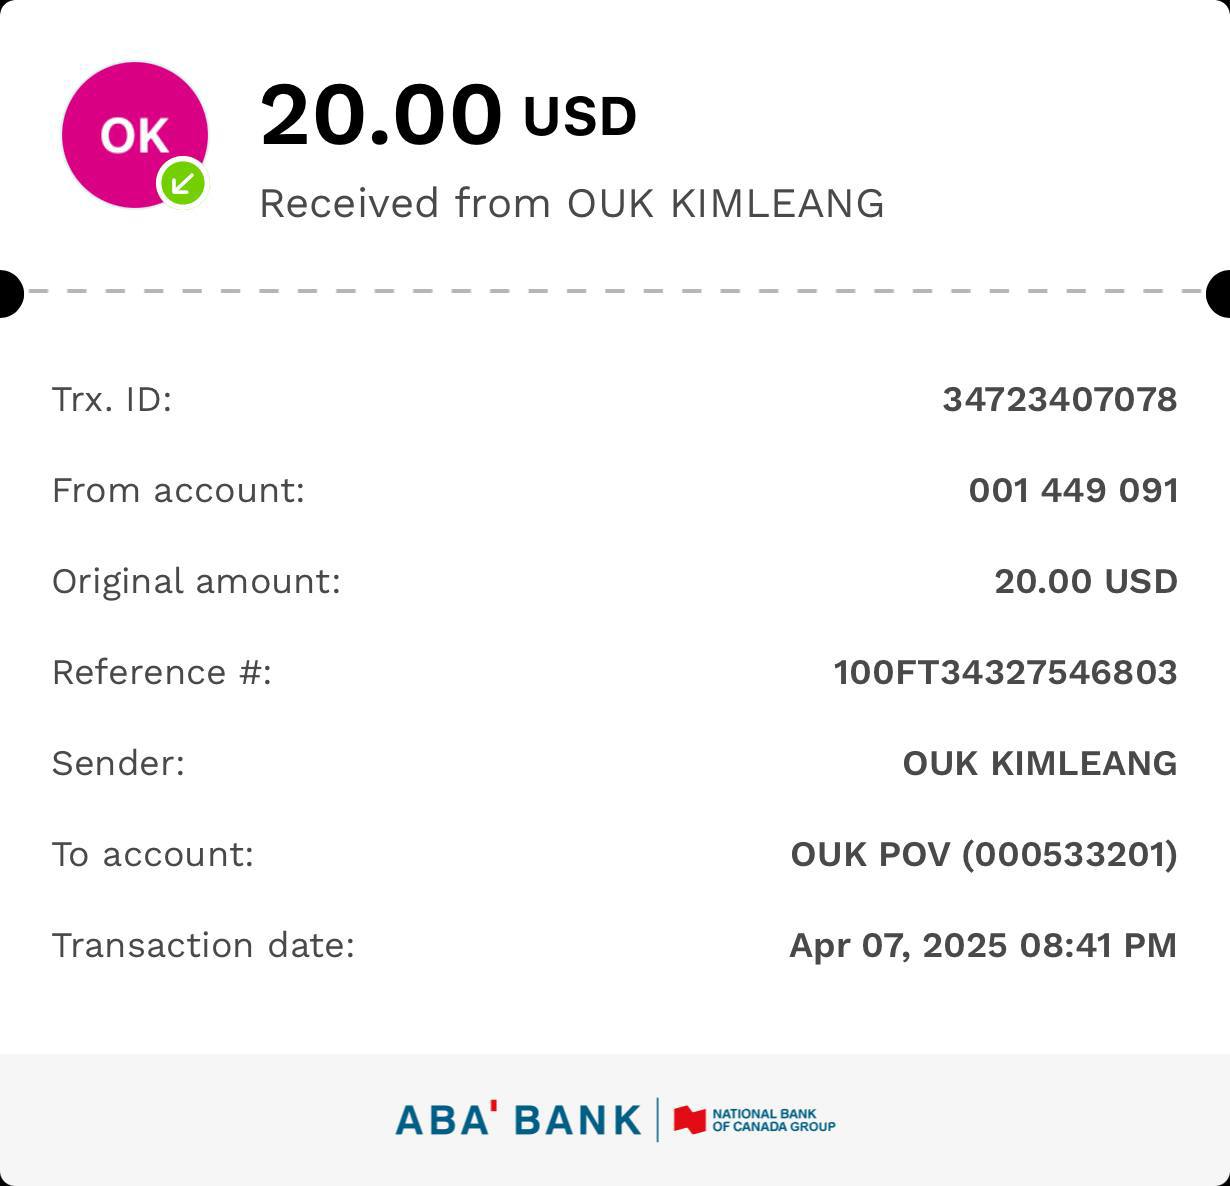 OK
20.00 USD
Received from OUK KIMLEANG
Trx. ID: 34723407078
From account: 001 449 091
Original amount: 20.00 USD
Reference #: 100FT34327546803
Sender: OUK KIMLEANG
To account: OUK POV (000533201)
Transaction date: Apr 07, 2025 08:41 PM
ABA' BANK
NATIONAL BANK
OF CANADA GROUP